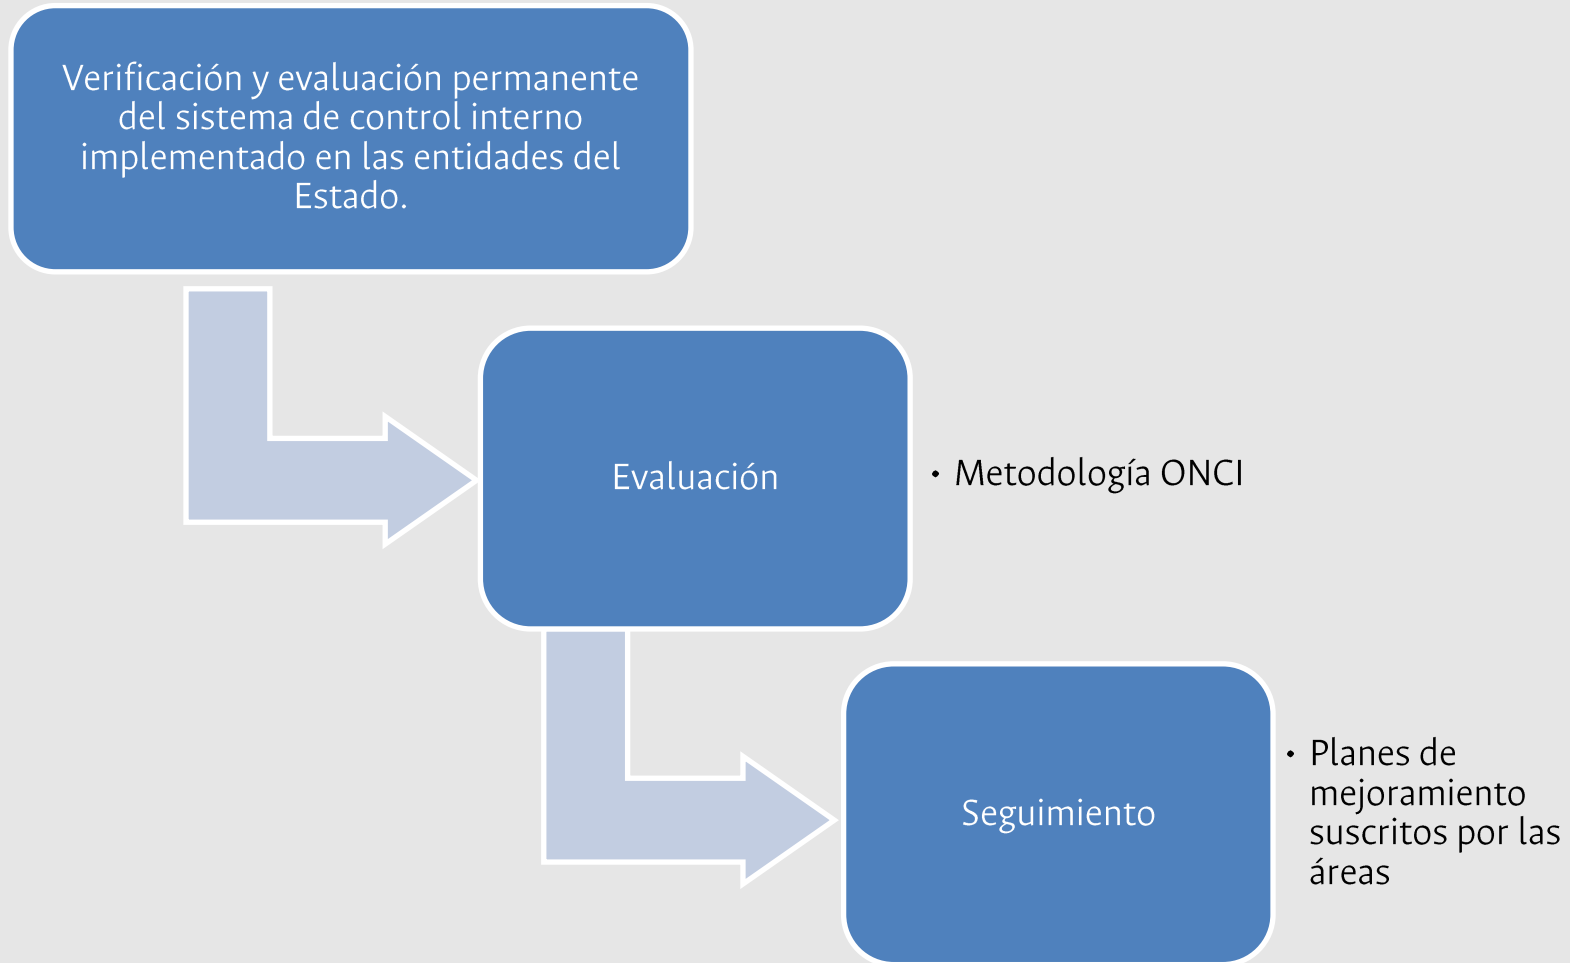 Verificación y evaluación permanente
del sistema de control interno
implementado en las entidades del
Estado.
Evaluación
• Metodología ONCI
Seguimiento
• Planes de
mejoramiento
suscritos por las
áreas